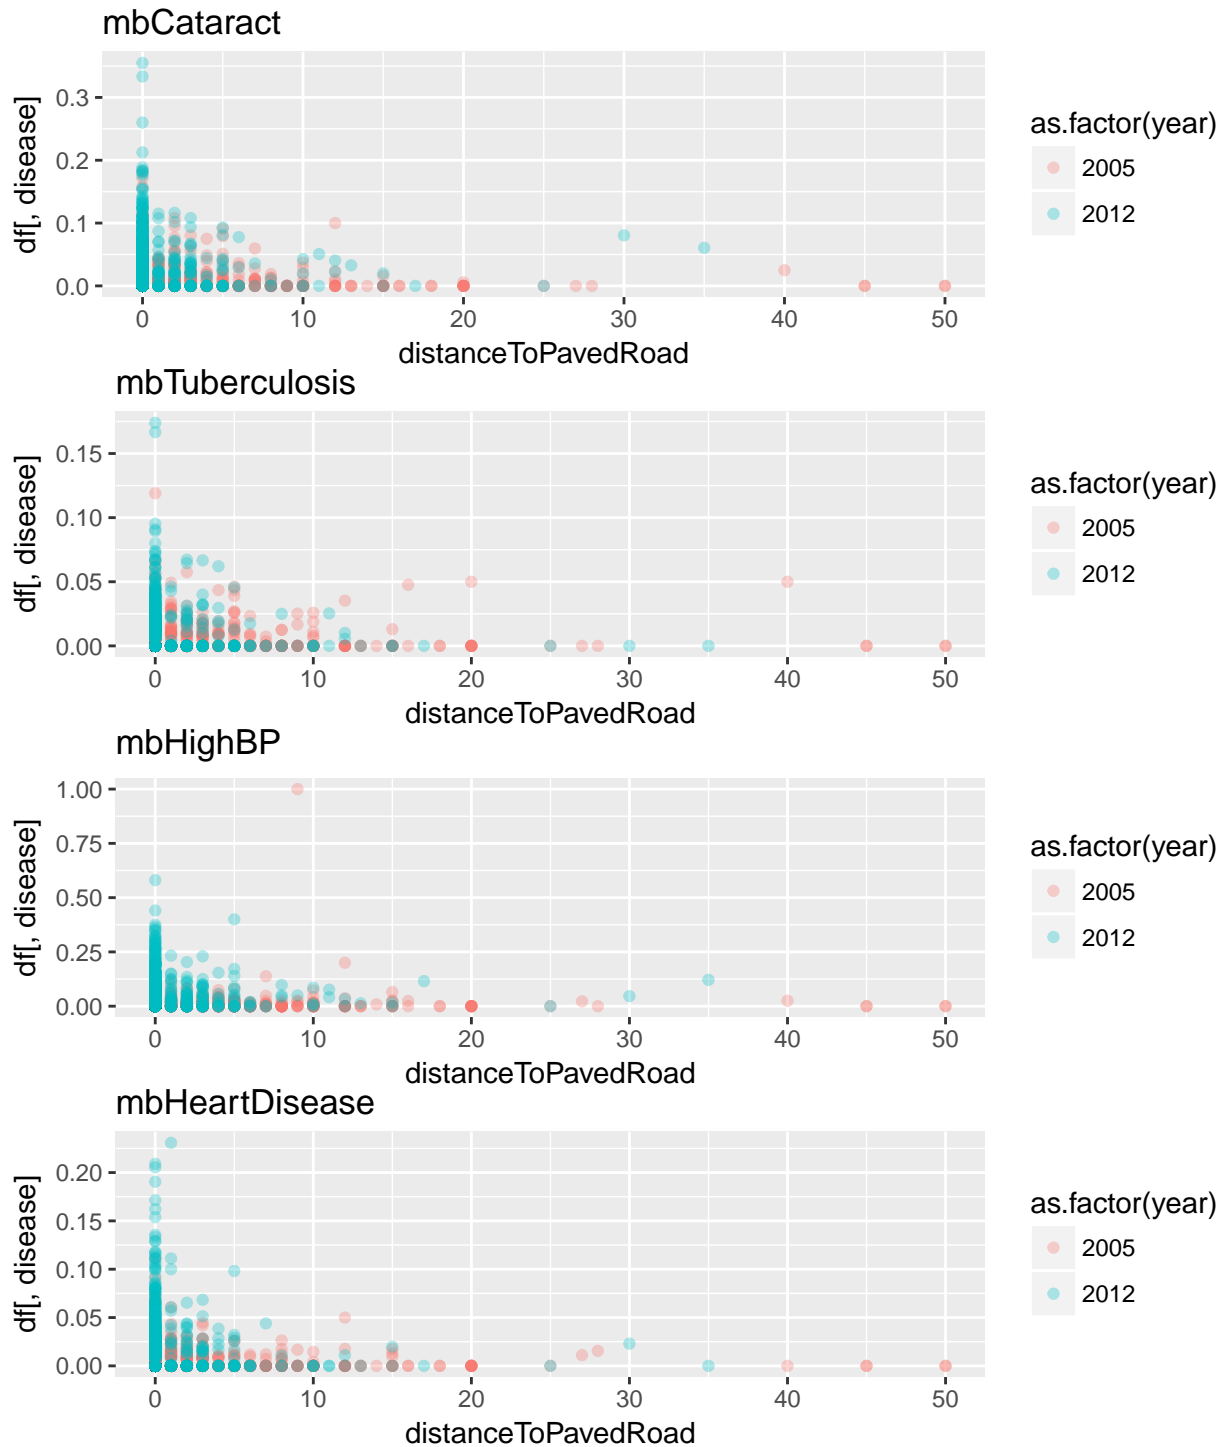 mbCataract
df[, disease]
0.3
0.2
0.1
0.0
0 10 20 30 40 50
distanceToPavedRoad
as.factor(year)
2005
2012
mbTuberculosis
df[, disease]
0.15
0.10
0.05
0.00
0 10 20 30 40 50
distanceToPavedRoad
as.factor(year)
2005
2012
mbHighBP
df[, disease]
1.00
0.75
0.50
0.25
0.00
0 10 20 30 40 50
distanceToPavedRoad
as.factor(year)
2005
2012
mbHeartDisease
df[, disease]
0.20
0.15
0.10
0.05
0.00
0 10 20 30 40 50
distanceToPavedRoad
as.factor(year)
2005
2012